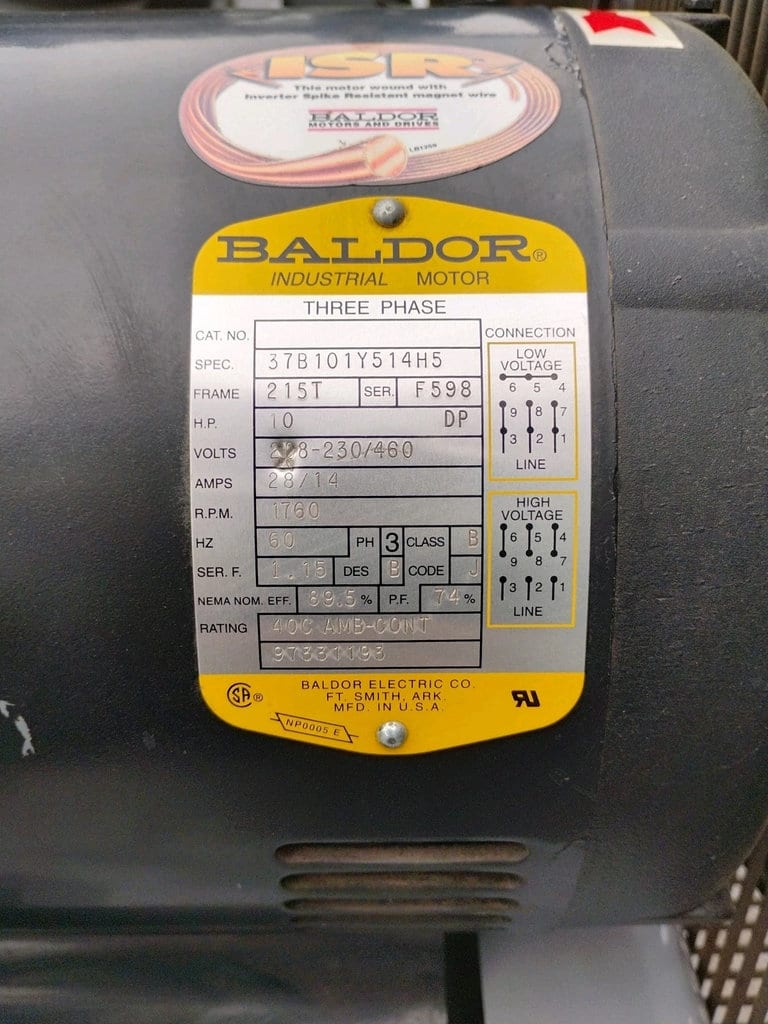 ISR
This motor wound with
Inverter Spike Resistant magnet wire
BALDOR
MOTORS AND DRIVES
LB1259
BALDOR®
INDUSTRIAL MOTOR
THREE PHASE
CAT. NO.
SPEC. 37B101Y514H5
FRAME 215T SER. F598
H.P. 10 DP
VOLTS -230/460
AMPS 28/14
R.P.M. 1760
HZ 60 PH 3 CLASS B
SER. F. 1.15 DES B CODE J
NEMA NOM. EFF. 89.5 % P.F. 74 %
RATING 40C AMB-CONT
97331193
CONNECTION
LOW
VOLTAGE
6 5 4
9 8 7
3 2 1
LINE
HIGH
VOLTAGE
6 5 4
9 8 7
3 2 1
LINE
SA®
BALDOR ELECTRIC CO.
FT. SMITH, ARK.
MFD. IN U.S.A.
NP0005 E